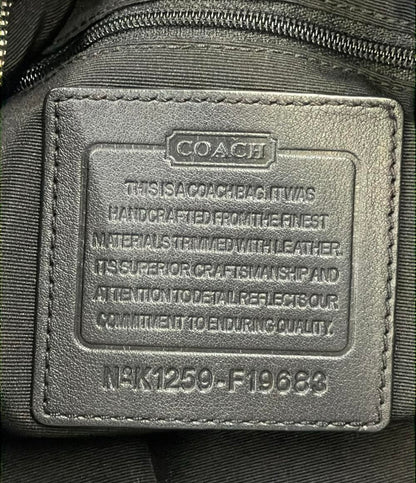 COACH
THIS IS A COACH BAG. IT WAS
HANDCRAFTED FROM THE FINEST
MATERIALS TRIMMED WITH LEATHER.
ITS SUPERIOR CRAFTSMANSHIP AND
ATTENTION TO DETAIL REFLECTS OUR
COMMITMENT TO ENDURING QUALITY.
Nº K1259-F19683